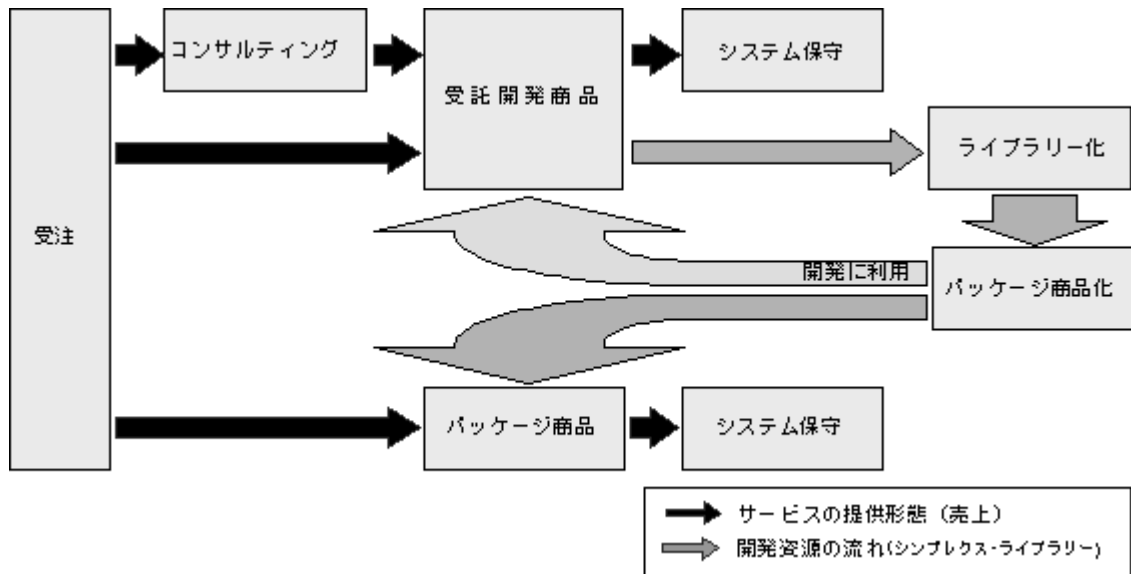 コンサルティング
システム保守
受託開発商品
ライブラリー化
受注
開発に利用
パッケージ商品化
パッケージ商品
システム保守
サービスの提供形態（売上）
開発資源の流れ(シンプレクス･ライブラリー)